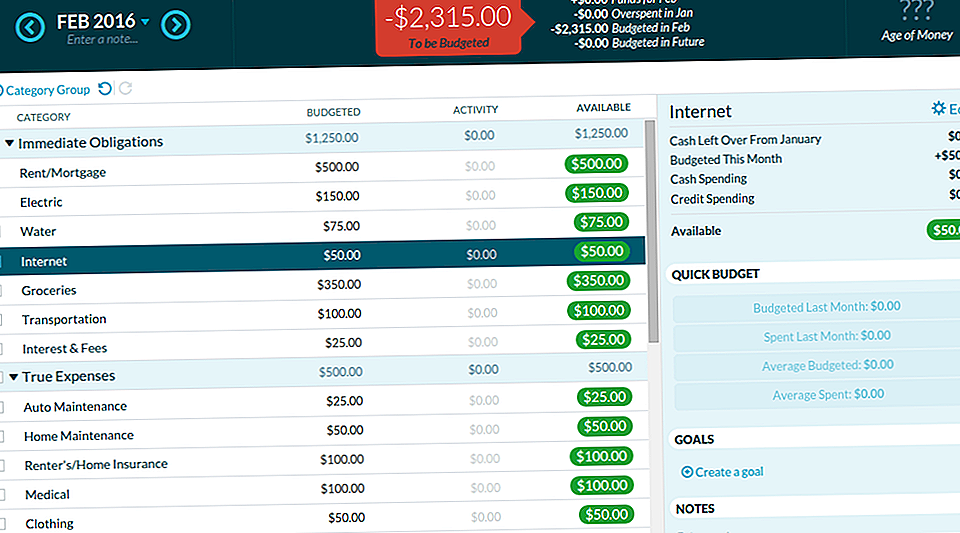 FEB 2016
Enter a note...
-$2,315.00
To be Budgeted
+$0.00 Funds for Feb
-$0.00 Overspent in Jan
-$2,315.00 Budgeted in Feb
-$0.00 Budgeted in Future
???
Age of Money
Category Group
CATEGORY BUDGETED ACTIVITY AVAILABLE
Immediate Obligations $1,250.00 $0.00 $1,250.00
Rent/Mortgage $500.00 $0.00 $500.00
Electric $150.00 $0.00 $150.00
Water $75.00 $0.00 $75.00
Internet $50.00 $0.00 $50.00
Groceries $350.00 $0.00 $350.00
Transportation $100.00 $0.00 $100.00
Interest & Fees $25.00 $0.00 $25.00
True Expenses $500.00 $0.00 $500.00
Auto Maintenance $25.00 $0.00 $25.00
Home Maintenance $50.00 $0.00 $50.00
Renter's/Home Insurance $100.00 $0.00 $100.00
Medical $100.00 $0.00 $100.00
Clothing $50.00 $0.00 $50.00
Internet
Cash Left Over From January $0
Budgeted This Month +$50
Cash Spending $0
Credit Spending $0
Available $50.
QUICK BUDGET
Budgeted Last Month: $0.00
Spent Last Month: $0.00
Average Budgeted: $0.00
Average Spent: $0.00
GOALS
Create a goal
NOTES